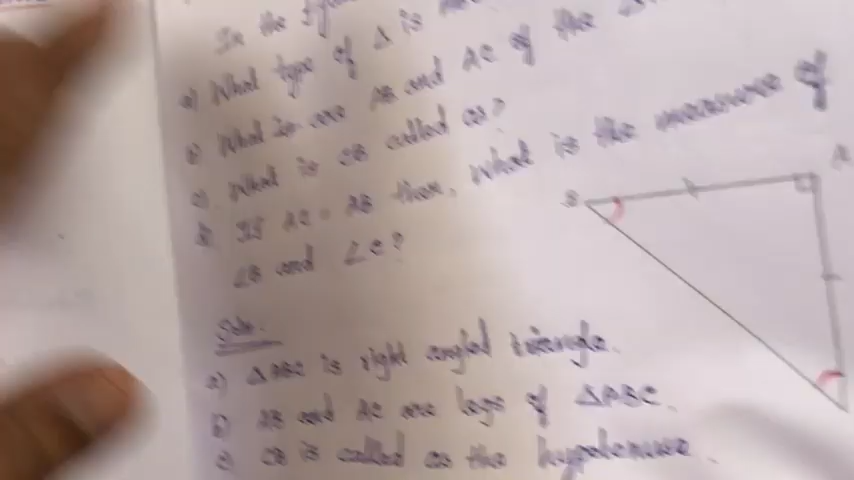 In the
a) What type of Δ is
b) What is are AB and AC of the Δ
c) What is CB called as?
d) If AC = AB then, what is the measure of
∠B and ∠C?
B
A
Soln.
a) ΔABC is right angled triangle.
b) AB and AC are legs of ΔABC.
c) CB is called as the hypotenuse.